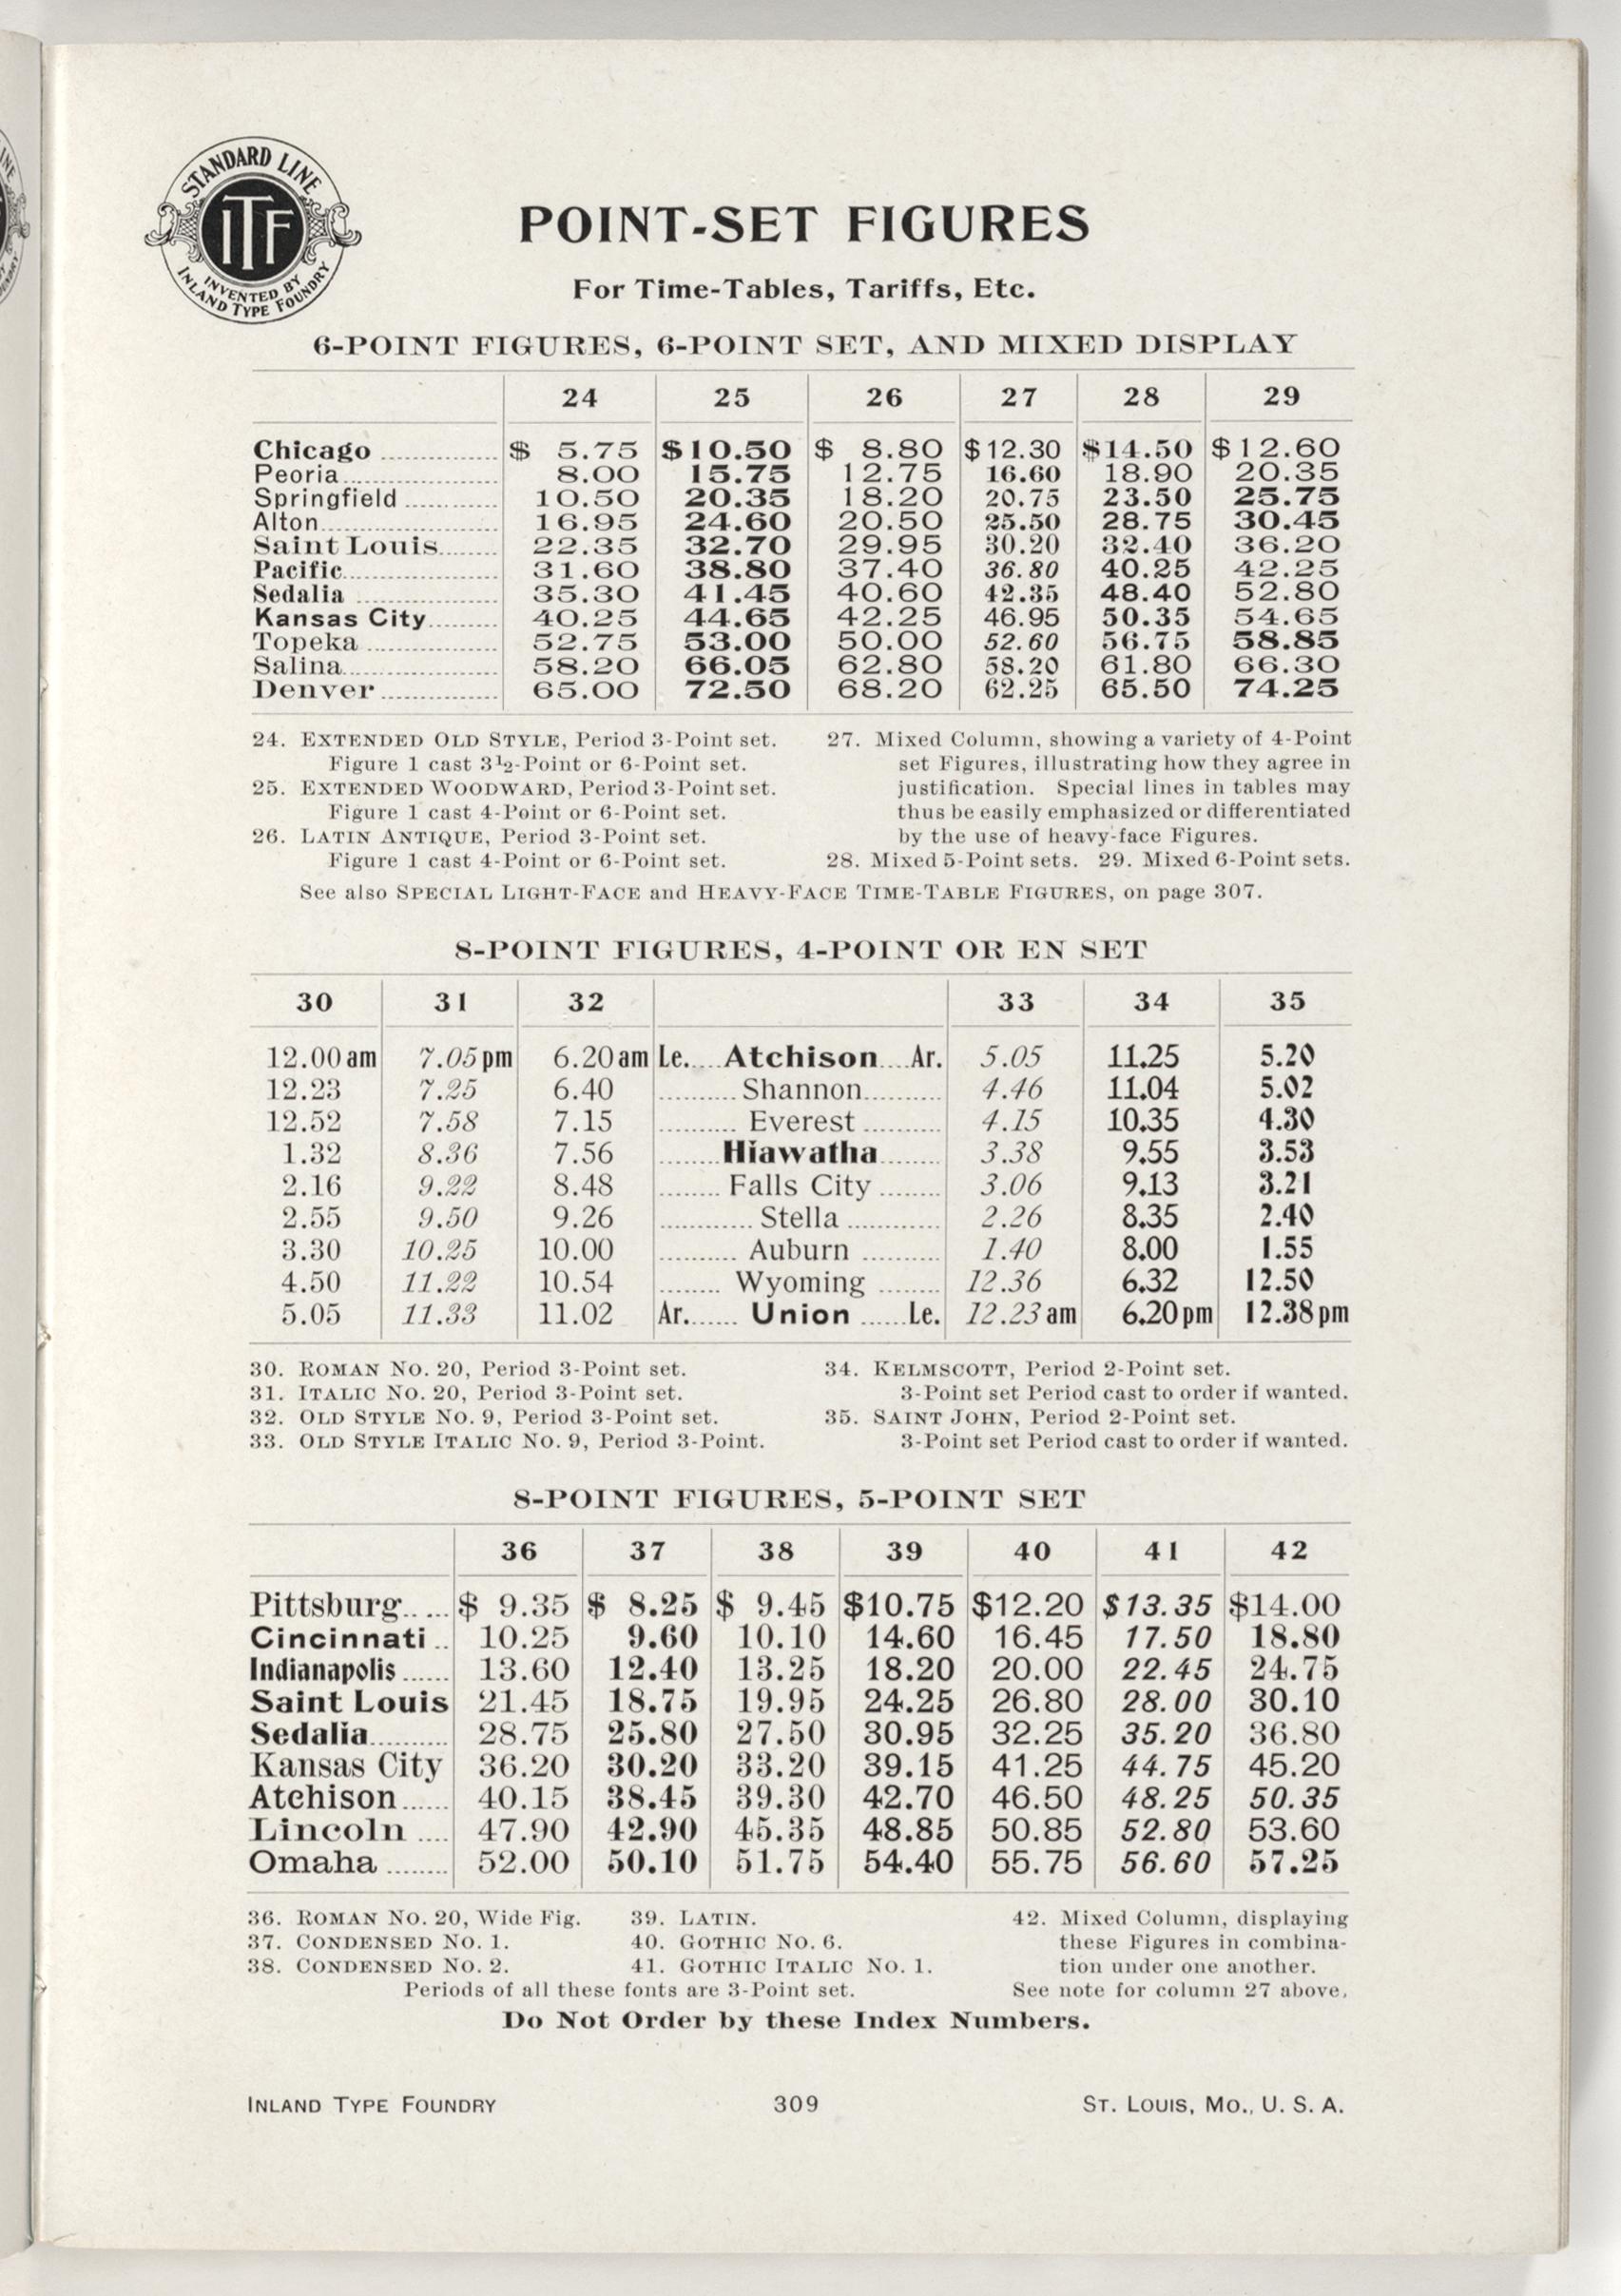 STANDARD LINE
ITF
INVENTED BY
INLAND TYPE FOUNDRY
POINT-SET FIGURES
For Time-Tables, Tariffs, Etc.
6-POINT FIGURES, 6-POINT SET, AND MIXED DISPLAY
24 25 26 27 28 29
Chicago ............... $ 5.75 $10.50 $ 8.80 $12.30 $14.50 $12.60
Peoria .................... 8.00 15.75 12.75 16.60 18.90 20.35
Springfield ............ 10.50 20.35 18.20 20.75 23.50 25.75
Alton ....................... 16.95 24.60 20.50 25.50 28.75 30.45
Saint Louis ........ 22.35 32.70 29.95 30.20 32.40 36.20
Pacific .................... 31.60 38.80 37.40 36.80 40.25 42.25
Sedalia .................. 35.30 41.45 40.60 42.35 48.40 52.80
Kansas City ......... 40.25 44.65 42.25 46.95 50.35 54.65
Topeka ................. 52.75 53.00 50.00 52.60 56.75 58.85
Salina .................... 58.20 66.05 62.80 58.20 61.80 66.30
Denver ............... 65.00 72.50 68.20 62.25 65.50 74.25
24. EXTENDED OLD STYLE, Period 3-Point set.
Figure 1 cast 3½-Point or 6-Point set.
25. EXTENDED WOODWARD, Period 3-Point set.
Figure 1 cast 4-Point or 6-Point set.
26. LATIN ANTIQUE, Period 3-Point set.
Figure 1 cast 4-Point or 6-Point set.
27. Mixed Column, showing a variety of 4-Point
set Figures, illustrating how they agree in
justification. Special lines in tables may
thus be easily emphasized or differentiated
by the use of heavy-face Figures.
28. Mixed 5-Point sets. 29. Mixed 6-Point sets.
See also SPECIAL LIGHT-FACE and HEAVY-FACE TIME-TABLE FIGURES, on page 307.
8-POINT FIGURES, 4-POINT OR EN SET
30 31 32 33 34 35
12.00 am 7.05 pm 6.20 am Le..... Atchison .... Ar. 5.05 11.25 5.20
12.23 7.25 6.40 .......... Shannon .......... 4.46 11.04 5.02
12.52 7.58 7.15 .......... Everest .......... 4.15 10.35 4.30
1.32 8.36 7.56 ........ Hiawatha ........ 3.38 9.55 3.53
2.16 9.22 8.48 ........ Falls City ........ 3.06 9.13 3.21
2.55 9.50 9.26 ............ Stella ............ 2.26 8.35 2.40
3.30 10.25 10.00 .......... Auburn .......... 1.40 8.00 1.55
4.50 11.22 10.54 ........ Wyoming ........ 12.36 6.32 12.50
5.05 11.33 11.02 Ar....... Union ...... Le. 12.23 am 6.20 pm 12.38 pm
30. ROMAN NO. 20, Period 3-Point set.
31. ITALIC NO. 20, Period 3-Point set.
32. OLD STYLE NO. 9, Period 3-Point set.
33. OLD STYLE ITALIC NO. 9, Period 3-Point.
34. KELMSCOTT, Period 2-Point set.
3-Point set Period cast to order if wanted.
35. SAINT JOHN, Period 2-Point set.
3-Point set Period cast to order if wanted.
8-POINT FIGURES, 5-POINT SET
36 37 38 39 40 41 42
Pittsburg ..... $ 9.35 $ 8.25 $ 9.45 $10.75 $12.20 $13.35 $14.00
Cincinnati .. 10.25 9.60 10.10 14.60 16.45 17.50 18.80
Indianapolis ...... 13.60 12.40 13.25 18.20 20.00 22.45 24.75
Saint Louis 21.45 18.75 19.95 24.25 26.80 28.00 30.10
Sedalia .......... 28.75 25.80 27.50 30.95 32.25 35.20 36.80
Kansas City 36.20 30.20 33.20 39.15 41.25 44.75 45.20
Atchison ...... 40.15 38.45 39.30 42.70 46.50 48.25 50.35
Lincoln .... 47.90 42.90 45.35 48.85 50.85 52.80 53.60
Omaha ........ 52.00 50.10 51.75 54.40 55.75 56.60 57.25
36. ROMAN NO. 20, Wide Fig.
37. CONDENSED NO. 1.
38. CONDENSED NO. 2.
39. LATIN.
40. GOTHIC NO. 6.
41. GOTHIC ITALIC NO. 1.
Periods of all these fonts are 3-Point set.
42. Mixed Column, displaying
these Figures in combina-
tion under one another.
See note for column 27 above.
Do Not Order by these Index Numbers.
INLAND TYPE FOUNDRY 309 ST. LOUIS, MO., U. S. A.